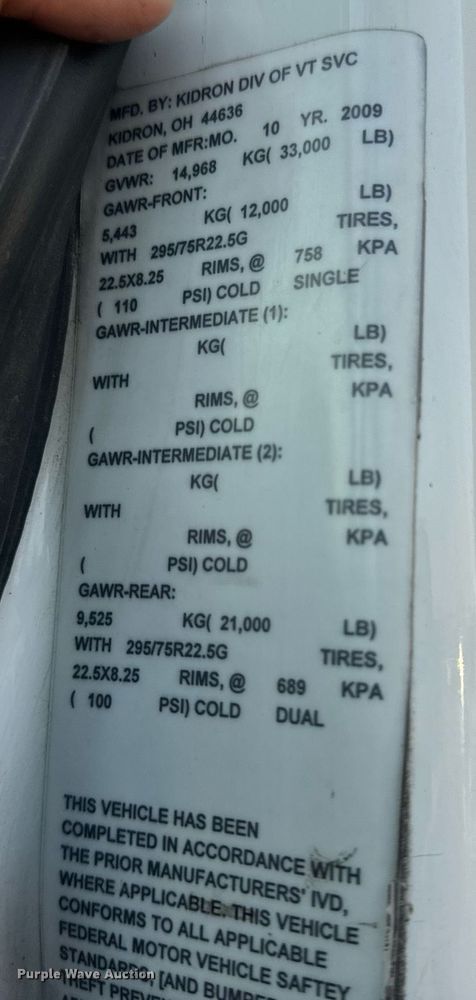 MFD. BY: KIDRON DIV OF VT SVC
KIDRON, OH 44636
DATE OF MFR:MO. 10 YR. 2009
GVWR: 14,968 KG( 33,000 LB)
GAWR-FRONT:
5,443 KG( 12,000 LB)
WITH 295/75R22.5G TIRES,
22.5X8.25 RIMS, @ 758 KPA
( 110 PSI) COLD SINGLE
GAWR-INTERMEDIATE (1):
KG( LB)
WITH TIRES,
RIMS, @ KPA
( PSI) COLD
GAWR-INTERMEDIATE (2):
KG( LB)
WITH TIRES,
RIMS, @ KPA
( PSI) COLD
GAWR-REAR:
9,525 KG( 21,000 LB)
WITH 295/75R22.5G TIRES,
22.5X8.25 RIMS, @ 689 KPA
( 100 PSI) COLD DUAL
THIS VEHICLE HAS BEEN
COMPLETED IN ACCORDANCE WITH
THE PRIOR MANUFACTURERS' IVD,
WHERE APPLICABLE. THIS VEHICLE
CONFORMS TO ALL APPLICABLE
FEDERAL MOTOR VEHICLE SAFTEY
STANDARDS, [AND
THEFT
Purple Wave Auction